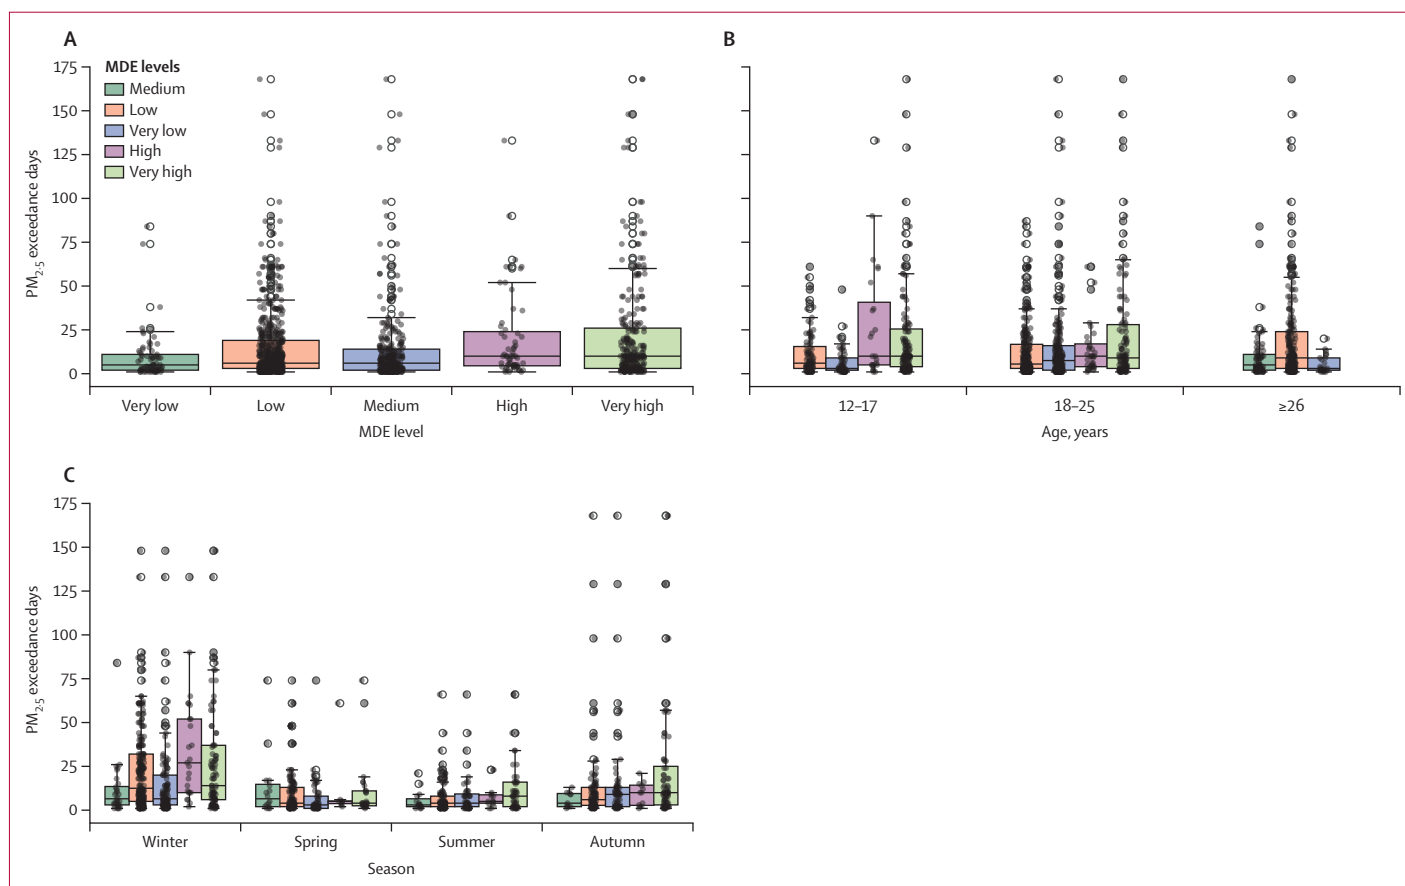 A
MDE levels
Medium
Low
Very low
High
Very high
175
150
125
100
75
50
25
0
PM2·5 exceedance days
Very low Low Medium High Very high
MDE level
B
12–17 18–25 ≥26
Age, years
C
175
150
125
100
75
50
25
0
PM2·5 exceedance days
Winter Spring Summer Autumn
Season